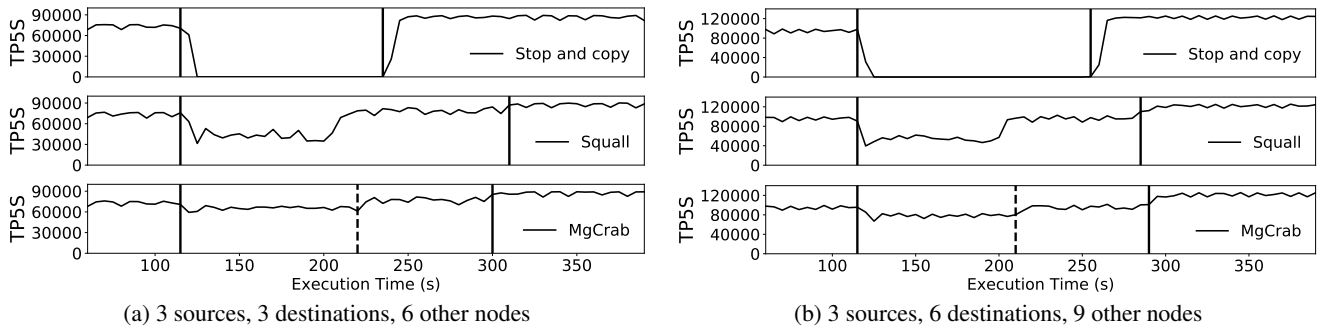 TP5S
90000
60000
30000
0
Stop and copy
TP5S
90000
60000
30000
0
Squall
TP5S
90000
60000
30000
0
MgCrab
100 150 200 250 300 350
Execution Time (s)
(a) 3 sources, 3 destinations, 6 other nodes
TP5S
120000
80000
40000
0
Stop and copy
TP5S
120000
80000
40000
0
Squall
TP5S
120000
80000
40000
0
MgCrab
100 150 200 250 300 350
Execution Time (s)
(b) 3 sources, 6 destinations, 9 other nodes